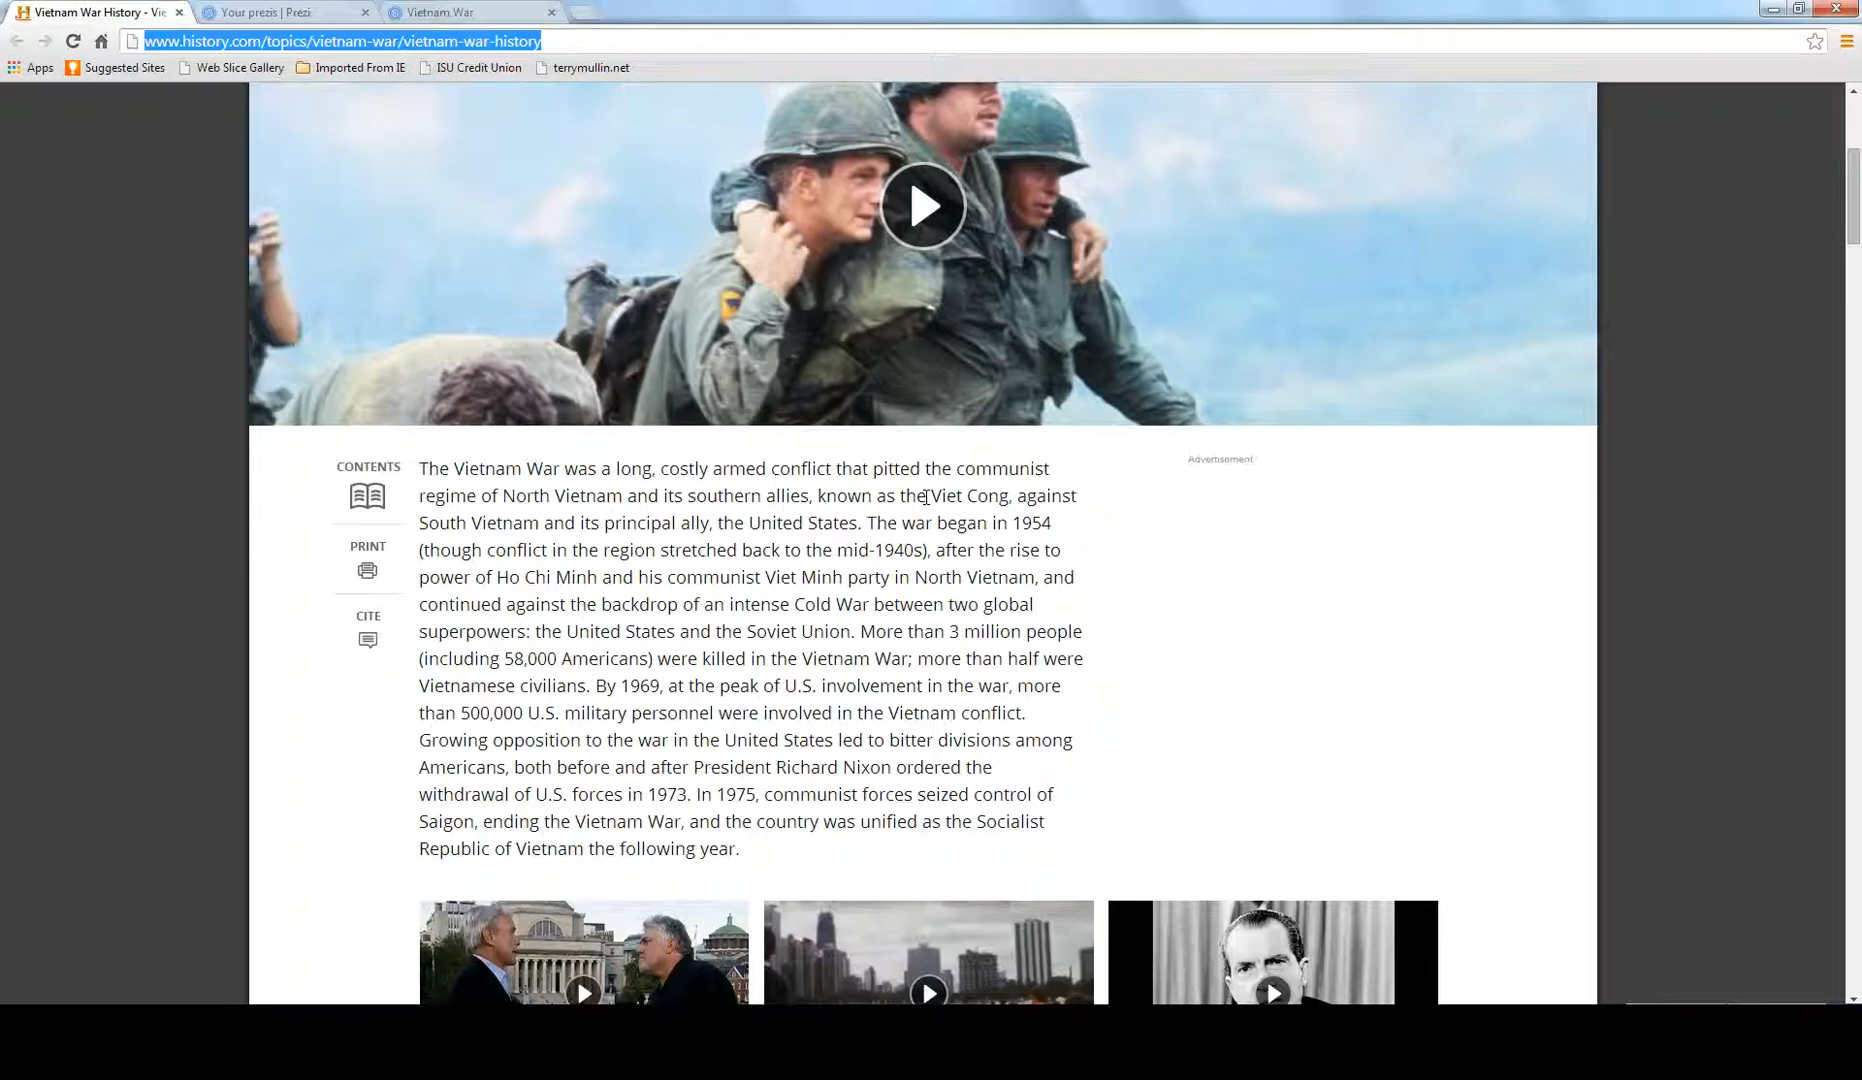 Vietnam War History - Vie
Your prezis | Prezi
Vietnam War
www.history.com/topics/vietnam-war/vietnam-war-history
Apps
Suggested Sites
Web Slice Gallery
Imported From IE
ISU Credit Union
terrymullin.net
CONTENTS
PRINT
CITE
The Vietnam War was a long, costly armed conflict that pitted the communist
regime of North Vietnam and its southern allies, known as the Viet Cong, against
South Vietnam and its principal ally, the United States. The war began in 1954
(though conflict in the region stretched back to the mid-1940s), after the rise to
power of Ho Chi Minh and his communist Viet Minh party in North Vietnam, and
continued against the backdrop of an intense Cold War between two global
superpowers: the United States and the Soviet Union. More than 3 million people
(including 58,000 Americans) were killed in the Vietnam War; more than half were
Vietnamese civilians. By 1969, at the peak of U.S. involvement in the war, more
than 500,000 U.S. military personnel were involved in the Vietnam conflict.
Growing opposition to the war in the United States led to bitter divisions among
Americans, both before and after President Richard Nixon ordered the
withdrawal of U.S. forces in 1973. In 1975, communist forces seized control of
Saigon, ending the Vietnam War, and the country was unified as the Socialist
Republic of Vietnam the following year.
Advertisement